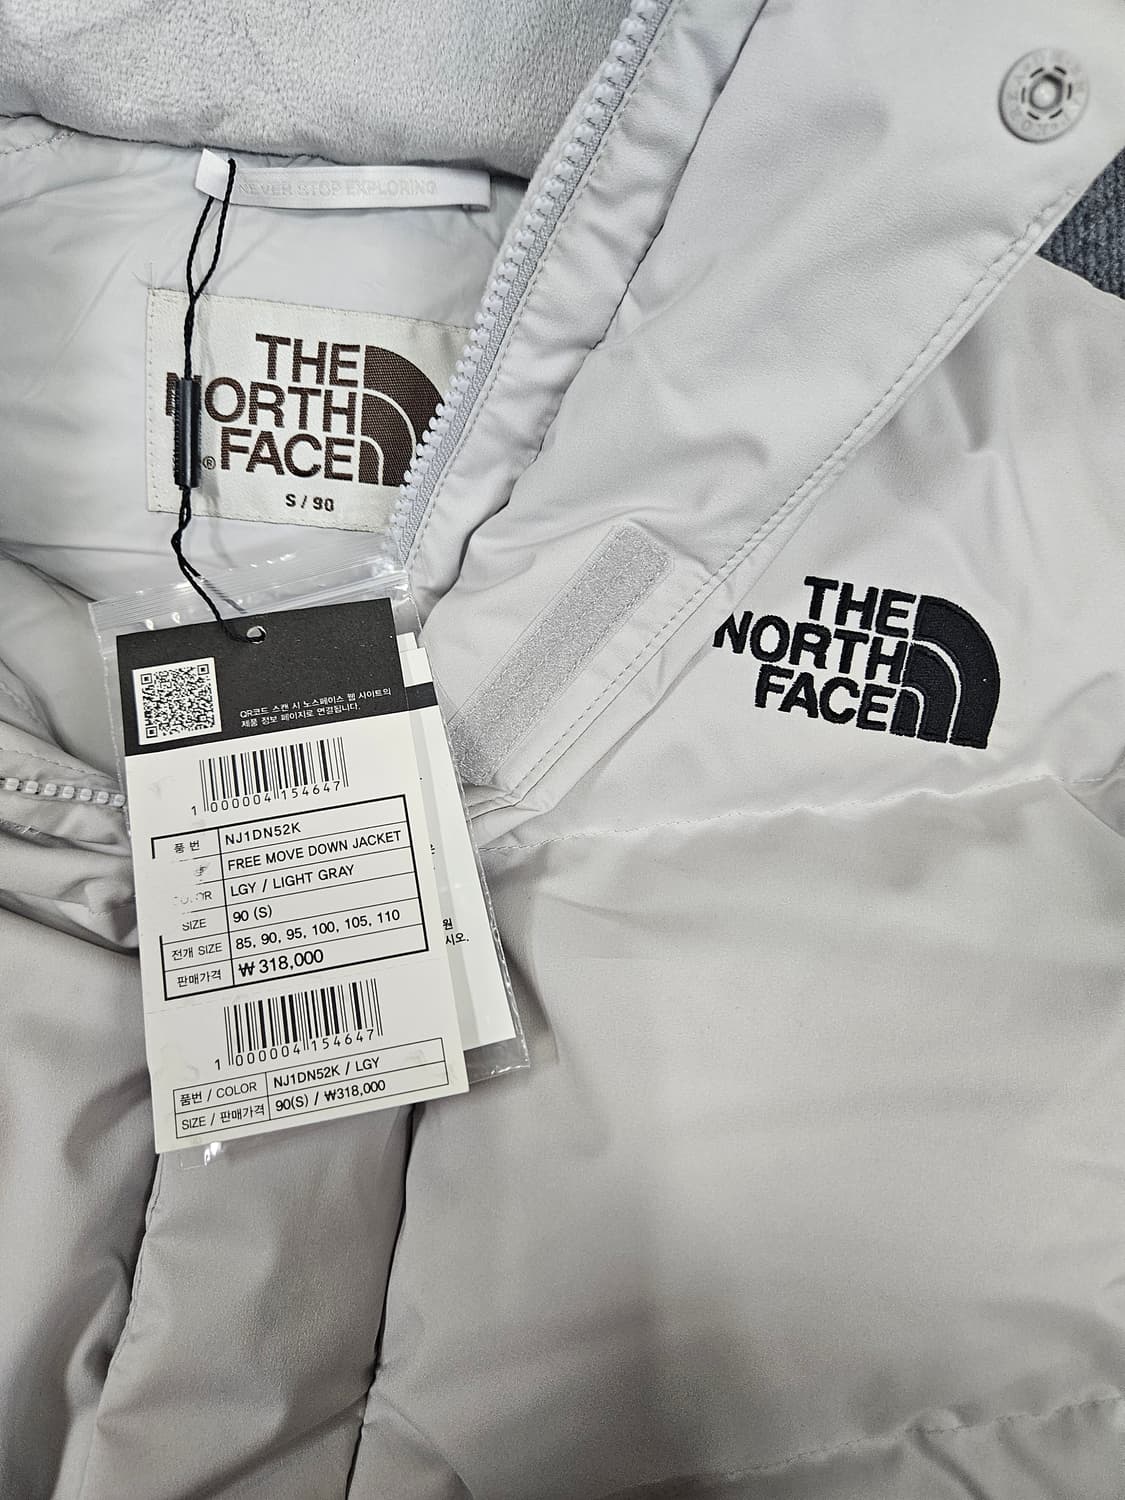 NEVER STOP EXPLORING
THE
NORTH
FACE
®
S / 90
THE
NORTH
FACE
QR코드 스캔 시 노스페이스 웹 사이트의
제품 정보 페이지로 연결됩니다.
1 000004 154647
품 번 NJ1DN52K
FREE MOVE DOWN JACKET
COLOR LGY / LIGHT GRAY
SIZE 90 (S)
전개 SIZE 85, 90, 95, 100, 105, 110
판매가격 ₩ 318,000
1 000004 154647
품번 / COLOR NJ1DN52K / LGY
SIZE / 판매가격 90(S) / ₩318,000
원
시오.